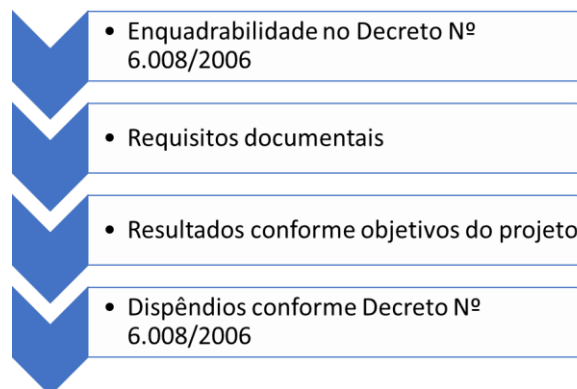 • Enquadrabilidade no Decreto Nº
6.008/2006
• Requisitos documentais
• Resultados conforme objetivos do projeto
• Dispêndios conforme Decreto Nº
6.008/2006